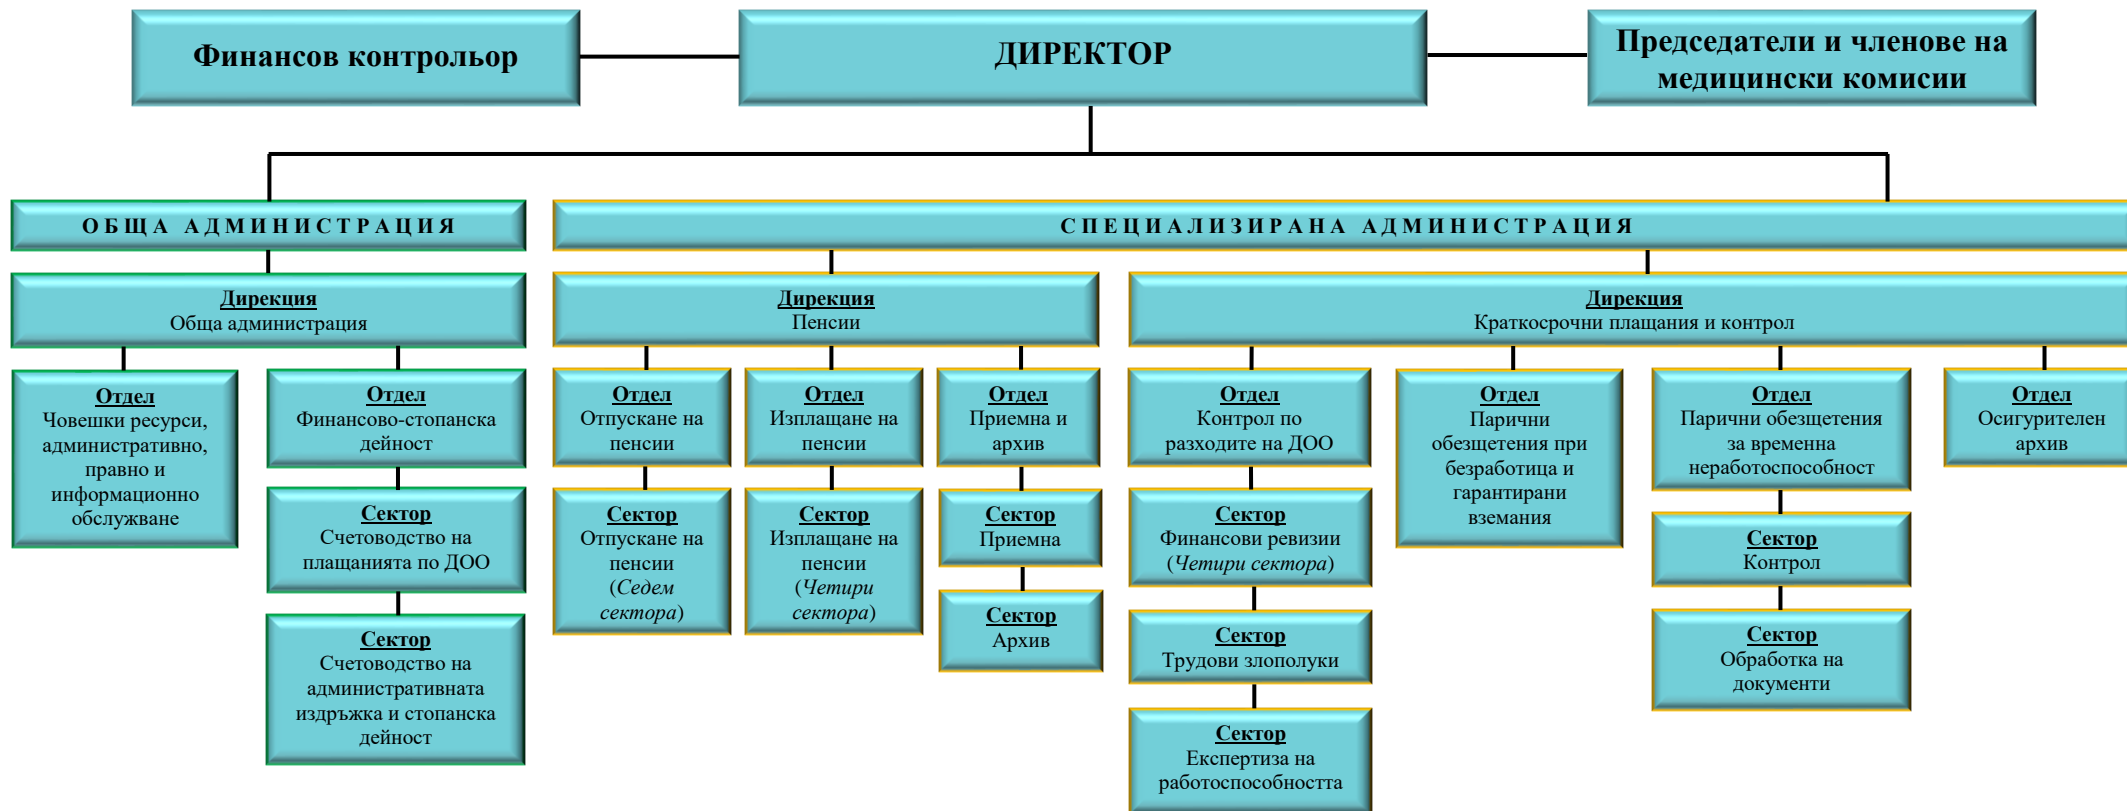 Финансов контрольор
ДИРЕКТОР
Председатели и членове на
медицински комисии
ОБЩА АДМИНИСТРАЦИЯ
СПЕЦИАЛИЗИРАНА АДМИНИСТРАЦИЯ
Дирекция
Обща администрация
Дирекция
Пенсии
Дирекция
Краткосрочни плащания и контрол
Отдел
Човешки ресурси,
административно,
правно и
информационно
обслужване
Отдел
Финансово-стопанска
дейност
Сектор
Счетоводство на
плащанията по ДОО
Сектор
Счетоводство на
административната
издръжка и стопанска
дейност
Отдел
Отпускане на
пенсии
Сектор
Отпускане на
пенсии
(Седем
сектора)
Отдел
Изплащане на
пенсии
Сектор
Изплащане на
пенсии
(Четири
сектора)
Отдел
Приемна и
архив
Сектор
Приемна
Сектор
Архив
Отдел
Контрол по
разходите на ДОО
Сектор
Финансови ревизии
(Четири сектора)
Сектор
Трудови злополуки
Сектор
Експертиза на
работоспособността
Отдел
Парични
обезщетения при
безработица и
гарантирани
вземания
Отдел
Парични обезщетения
за временна
неработоспособност
Сектор
Контрол
Сектор
Обработка на
документи
Отдел
Осигурителен
архив